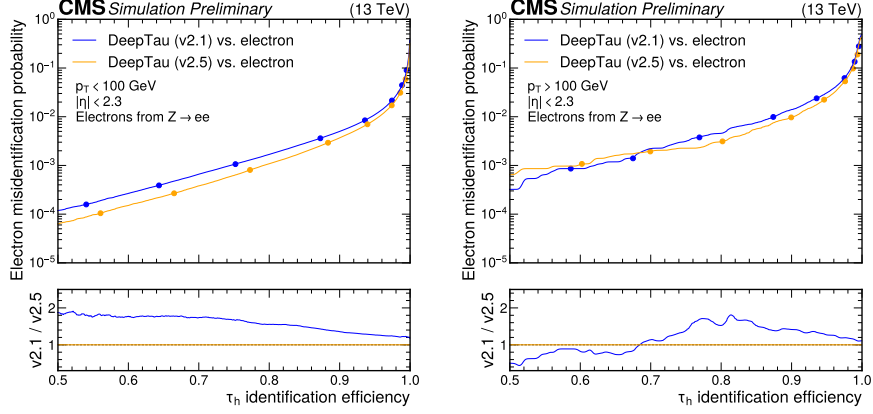 CMS Simulation Preliminary (13 TeV)
10⁰
10⁻¹
10⁻²
10⁻³
10⁻⁴
10⁻⁵
Electron misidentification probability
DeepTau (v2.1) vs. electron
DeepTau (v2.5) vs. electron
p_T < 100 GeV
|η| < 2.3
Electrons from Z → ee
v2.1 / v2.5
2
1
0.5 0.6 0.7 0.8 0.9 1.0
τ_h identification efficiency
CMS Simulation Preliminary (13 TeV)
10⁰
10⁻¹
10⁻²
10⁻³
10⁻⁴
10⁻⁵
Electron misidentification probability
DeepTau (v2.1) vs. electron
DeepTau (v2.5) vs. electron
p_T > 100 GeV
|η| < 2.3
Electrons from Z → ee
v2.1 / v2.5
2
1
0.5 0.6 0.7 0.8 0.9 1.0
τ_h identification efficiency